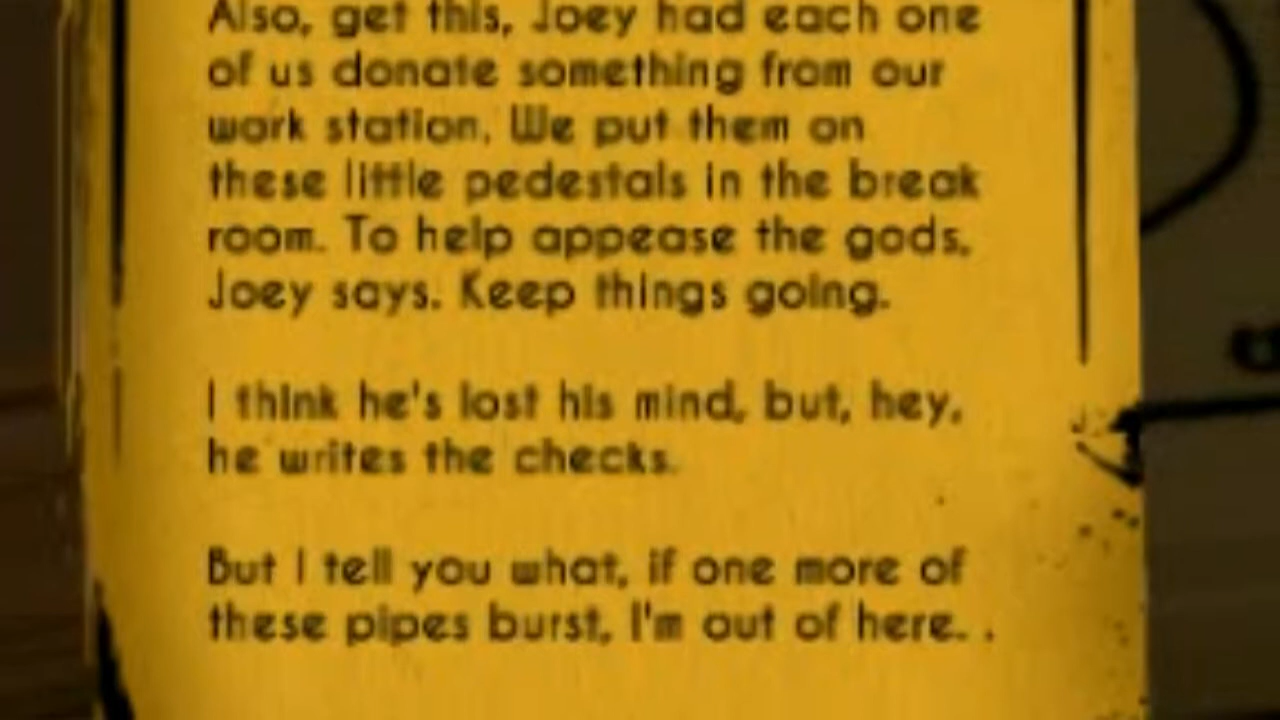 Also, get this, Joey had each one
of us donate something from our
work station. We put them on
these little pedestals in the break
room. To help appease the gods,
Joey says. Keep things going.
I think he's lost his mind, but, hey,
he writes the checks.
But I tell you what, if one more of
these pipes burst, I'm out of here. .